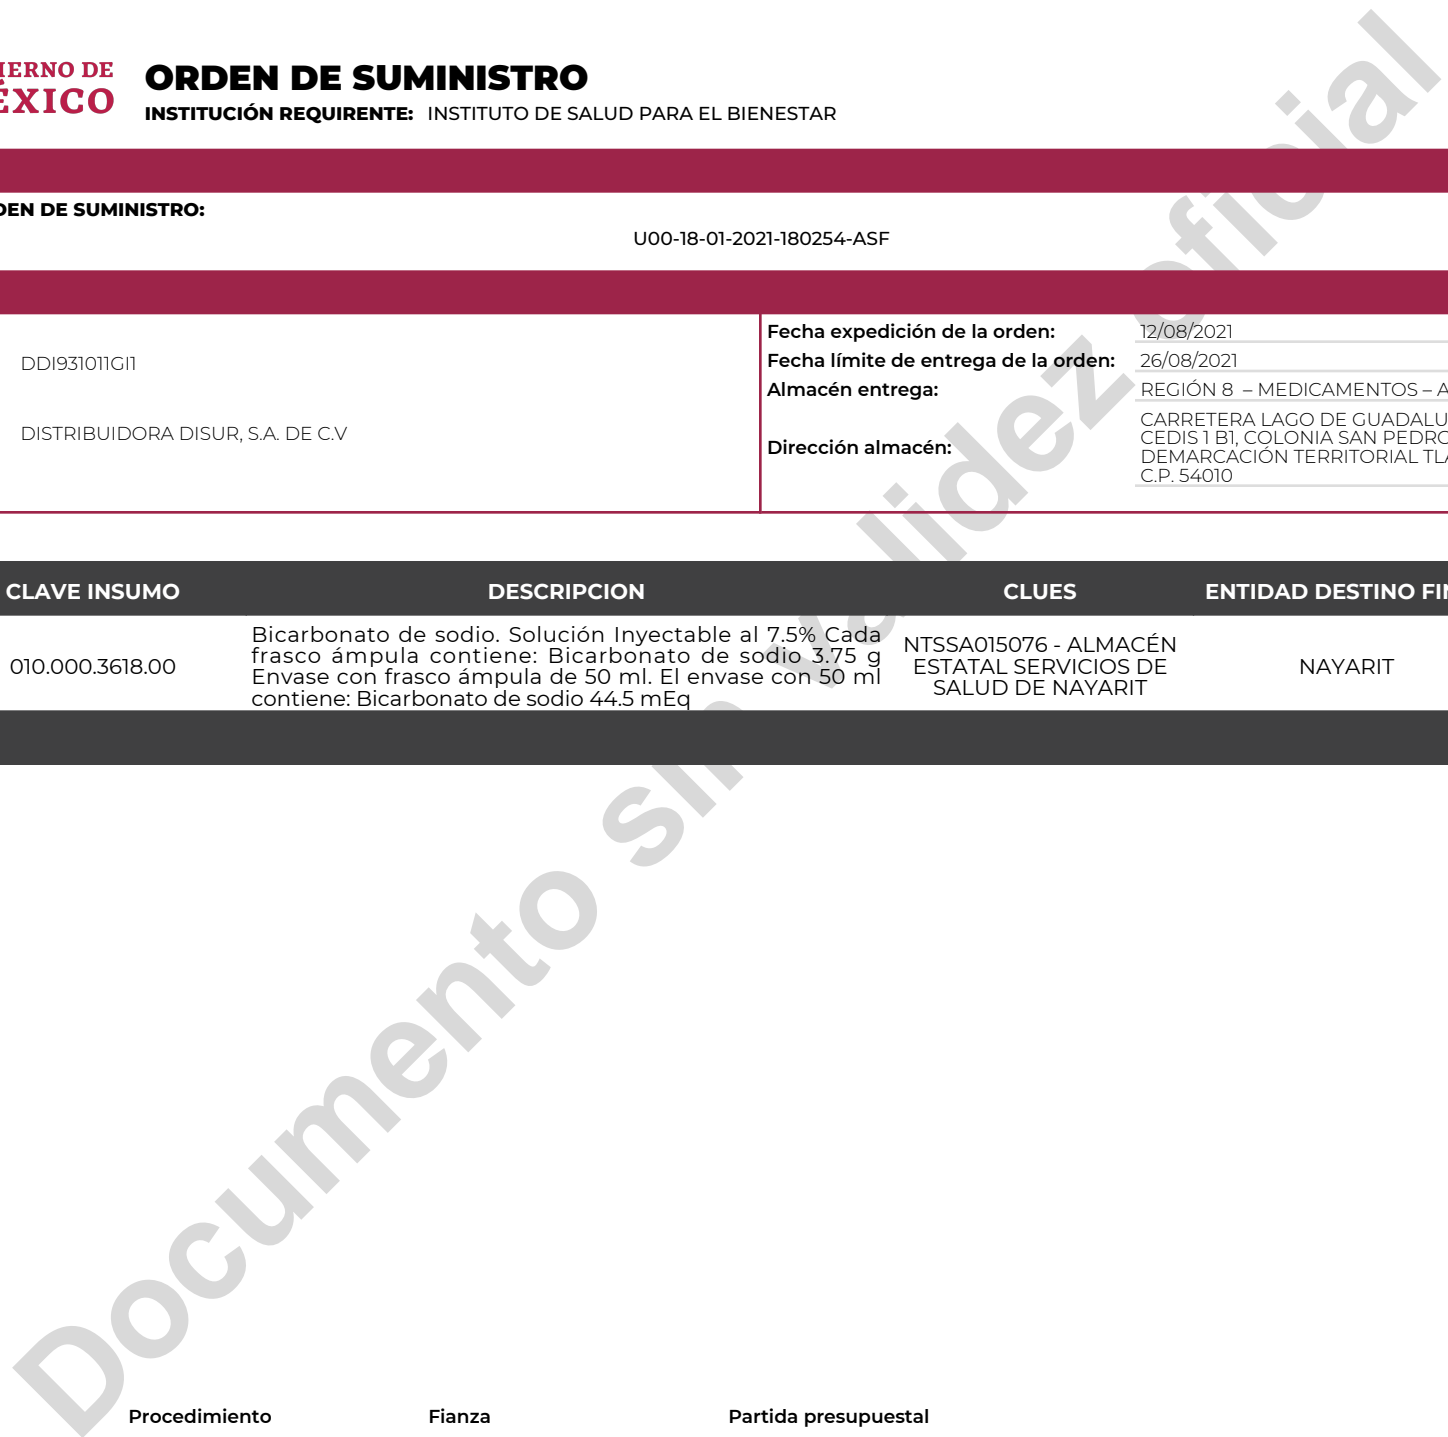 ORDEN DE SUMINISTRO
INSTITUCIÓN REQUIRENTE: INSTITUTO DE SALUD PARA EL BIENESTAR
IERNO DE
ÉXICO
DEN DE SUMINISTRO:
U00-18-01-2021-180254-ASF
DDI931011GI1
DISTRIBUIDORA DISUR, S.A. DE C.V
Fecha expedición de la orden: 12/08/2021
Fecha límite de entrega de la orden: 26/08/2021
Almacén entrega: REGIÓN 8 – MEDICAMENTOS – A
Dirección almacén:
CARRETERA LAGO DE GUADALU
CEDIS 1 B1, COLONIA SAN PEDRO
DEMARCACIÓN TERRITORIAL TLA
C.P. 54010
CLAVE INSUMO DESCRIPCION CLUES ENTIDAD DESTINO FIN
010.000.3618.00
Bicarbonato de sodio. Solución Inyectable al 7.5% Cada
frasco ámpula contiene: Bicarbonato de sodio 3.75 g
Envase con frasco ámpula de 50 ml. El envase con 50 ml
contiene: Bicarbonato de sodio 44.5 mEq
NTSSA015076 - ALMACÉN
ESTATAL SERVICIOS DE
SALUD DE NAYARIT
NAYARIT
Documento sin validez oficial
Procedimiento Fianza Partida presupuestal